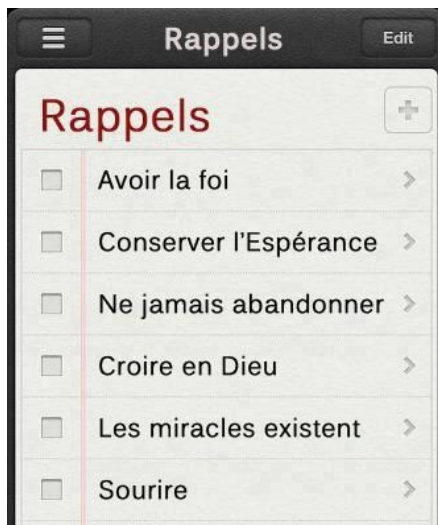 Rappels
Edit
Rappels
Avoir la foi
Conserver l'Espérance
Ne jamais abandonner
Croire en Dieu
Les miracles existent
Sourire